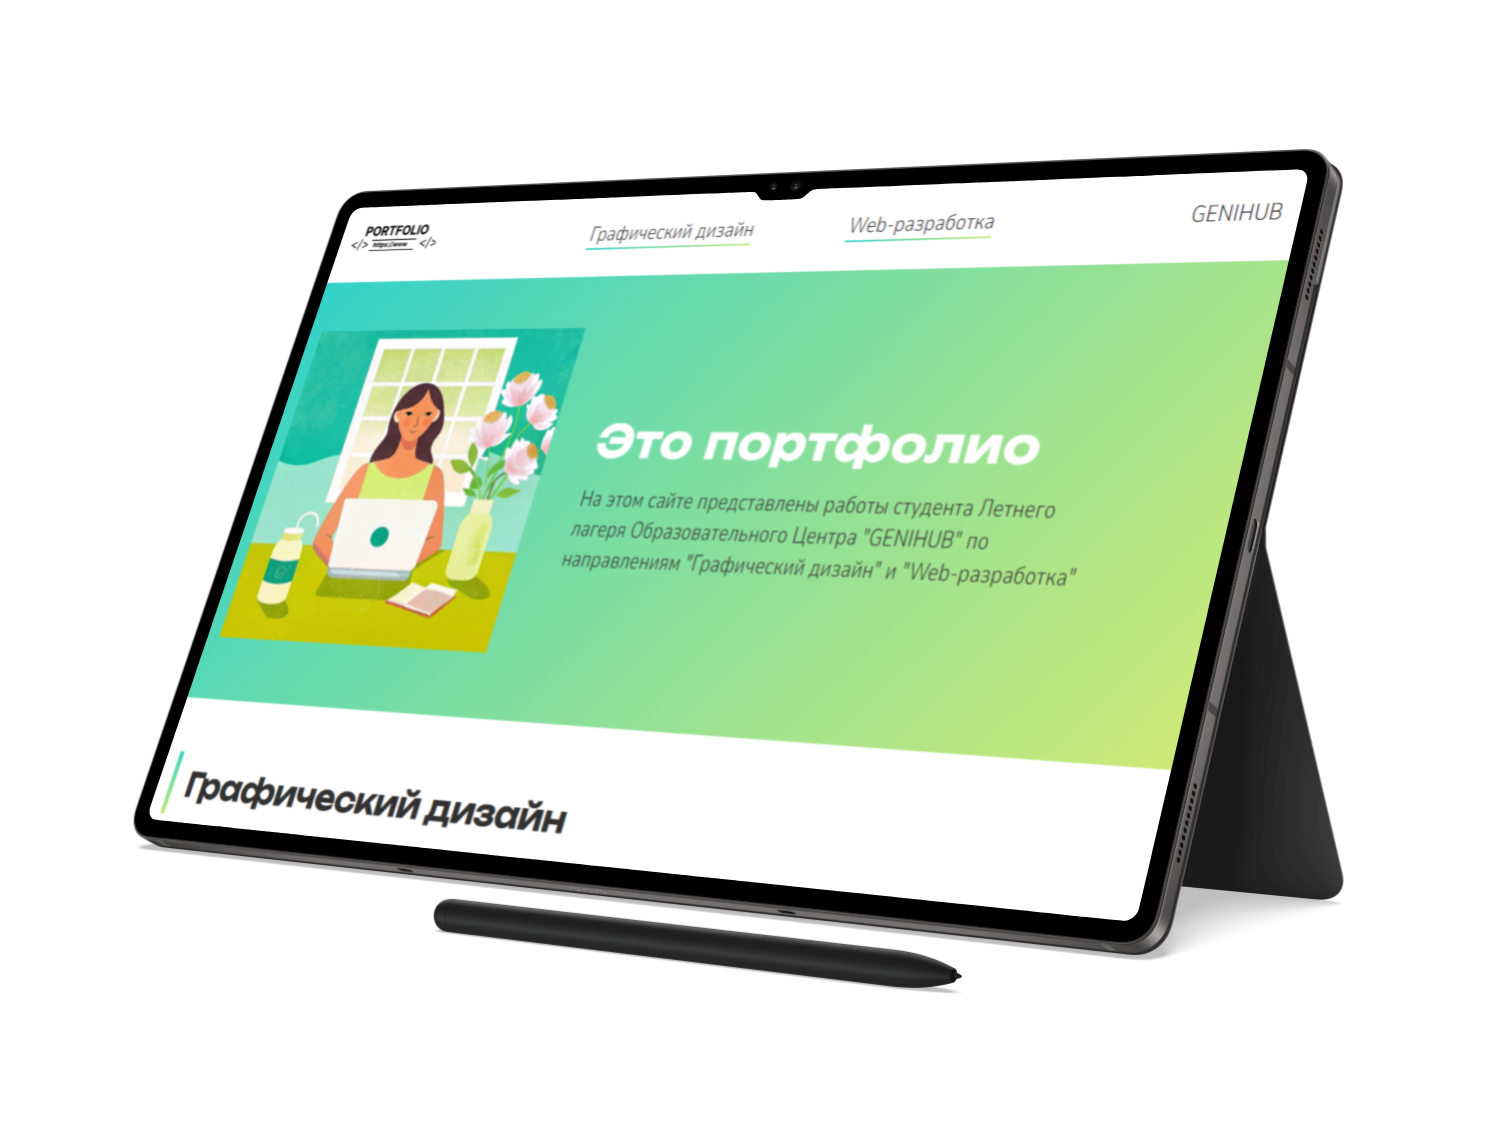 PORTFOLIO
</> https://www </>
Графический дизайн
Web-разработка
GENIHUB
Это портфолио
На этом сайте представлены работы студента Летнего
лагеря Образовательного Центра "GENIHUB" по
направлениям "Графический дизайн" и "Web-разработка"
Графический дизайн